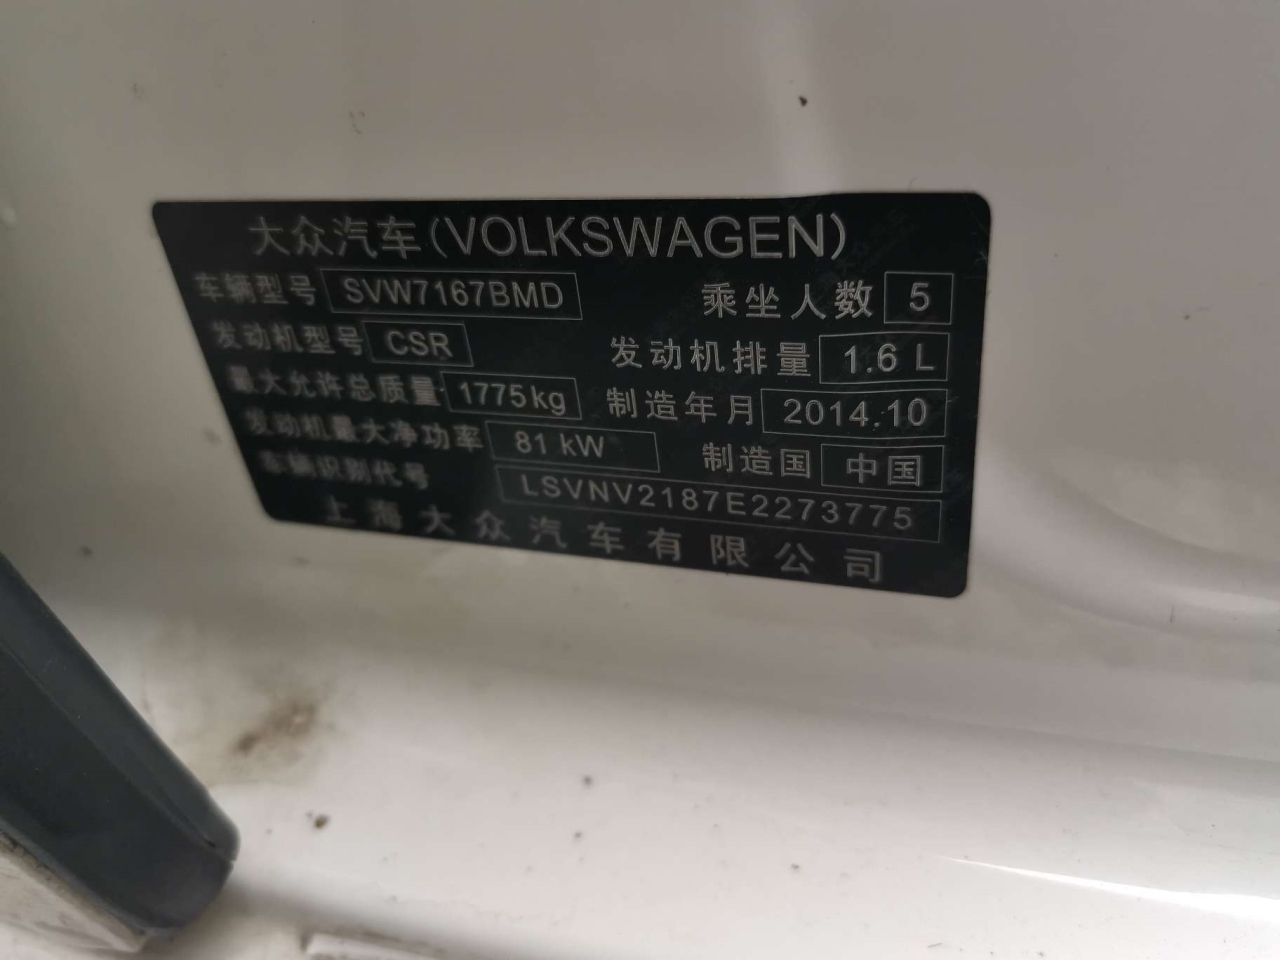 大众汽车(VOLKSWAGEN)
车辆型号 SVW7167BMD 乘坐人数 5
发动机型号 CSR 发动机排量 1.6 L
最大允许总质量 1775kg 制造年月 2014.10
发动机最大净功率 81 kW 制造国 中国
车辆识别代号 LSVNV2187E2273775
上海大众汽车有限公司